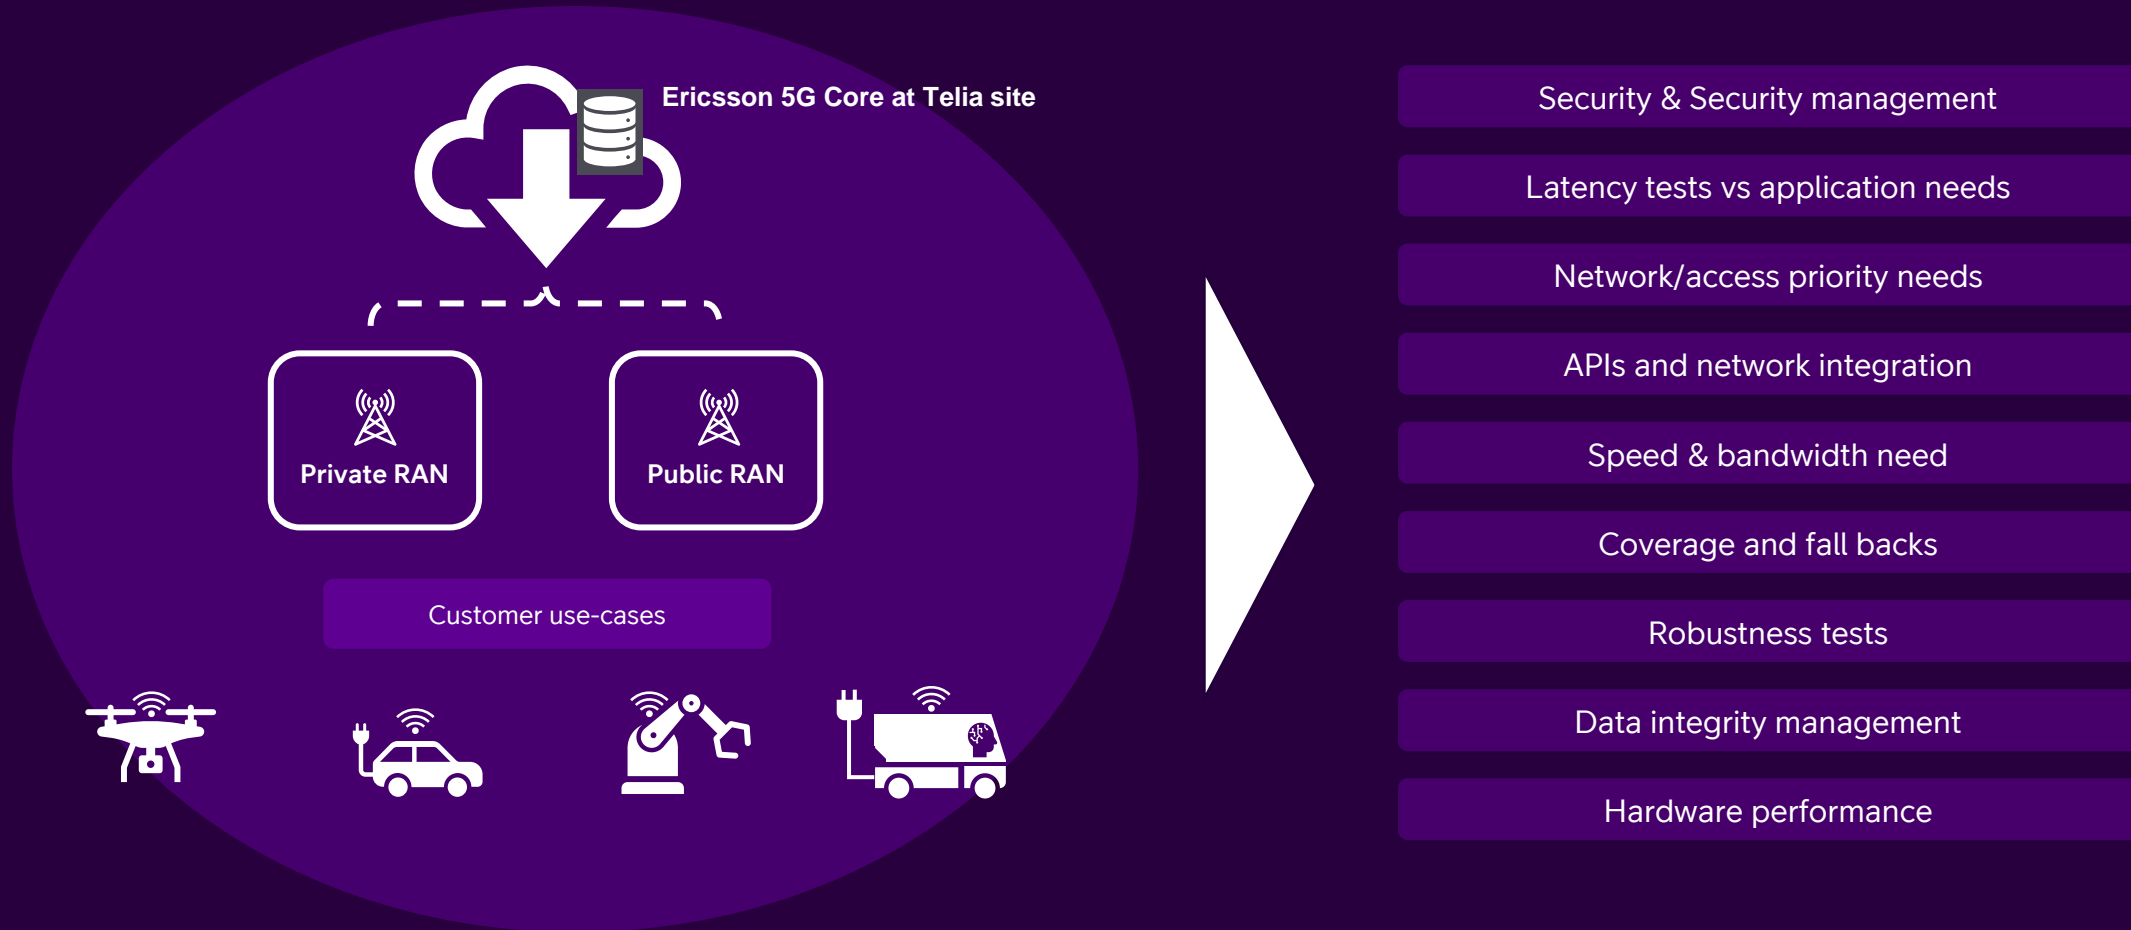 Ericsson 5G Core at Telia site
Private RAN
Public RAN
Customer use-cases
Security & Security management
Latency tests vs application needs
Network/access priority needs
APIs and network integration
Speed & bandwidth need
Coverage and fall backs
Robustness tests
Data integrity management
Hardware performance